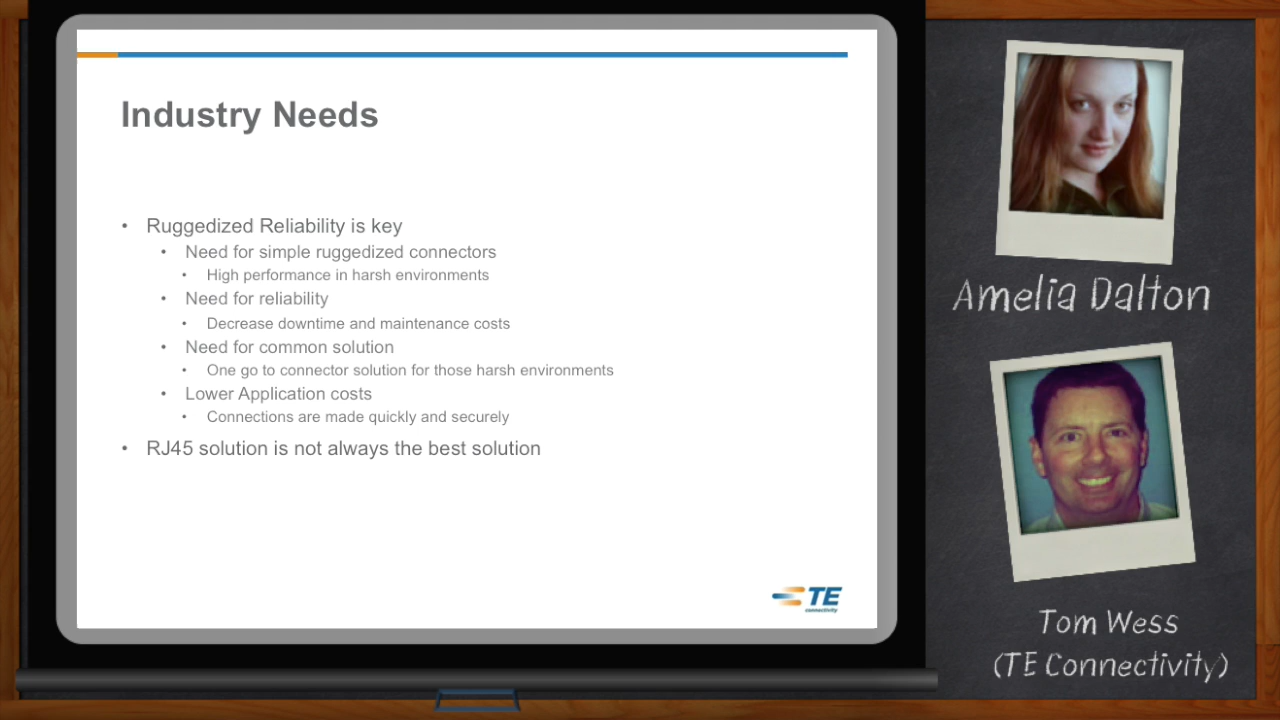 Industry Needs
• Ruggedized Reliability is key
• Need for simple ruggedized connectors
• High performance in harsh environments
• Need for reliability
• Decrease downtime and maintenance costs
• Need for common solution
• One go to connector solution for those harsh environments
• Lower Application costs
• Connections are made quickly and securely
• RJ45 solution is not always the best solution
TE
connectivity
Amelia Dalton
Tom Wess
(TE Connectivity)